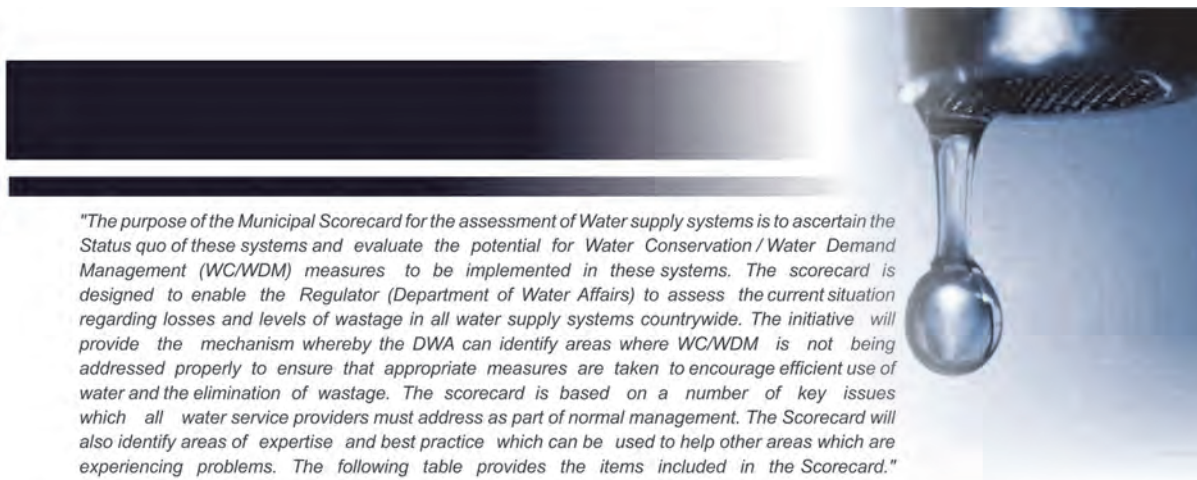 "The purpose of the Municipal Scorecard for the assessment of Water supply systems is to ascertain the
Status quo of these systems and evaluate the potential for Water Conservation / Water Demand
Management (WC/WDM) measures to be implemented in these systems. The scorecard is
designed to enable the Regulator (Department of Water Affairs) to assess the current situation
regarding losses and levels of wastage in all water supply systems countrywide. The initiative will
provide the mechanism whereby the DWA can identify areas where WC/WDM is not being
addressed properly to ensure that appropriate measures are taken to encourage efficient use of
water and the elimination of wastage. The scorecard is based on a number of key issues
which all water service providers must address as part of normal management. The Scorecard will
also identify areas of expertise and best practice which can be used to help other areas which are
experiencing problems. The following table provides the items included in the Scorecard."